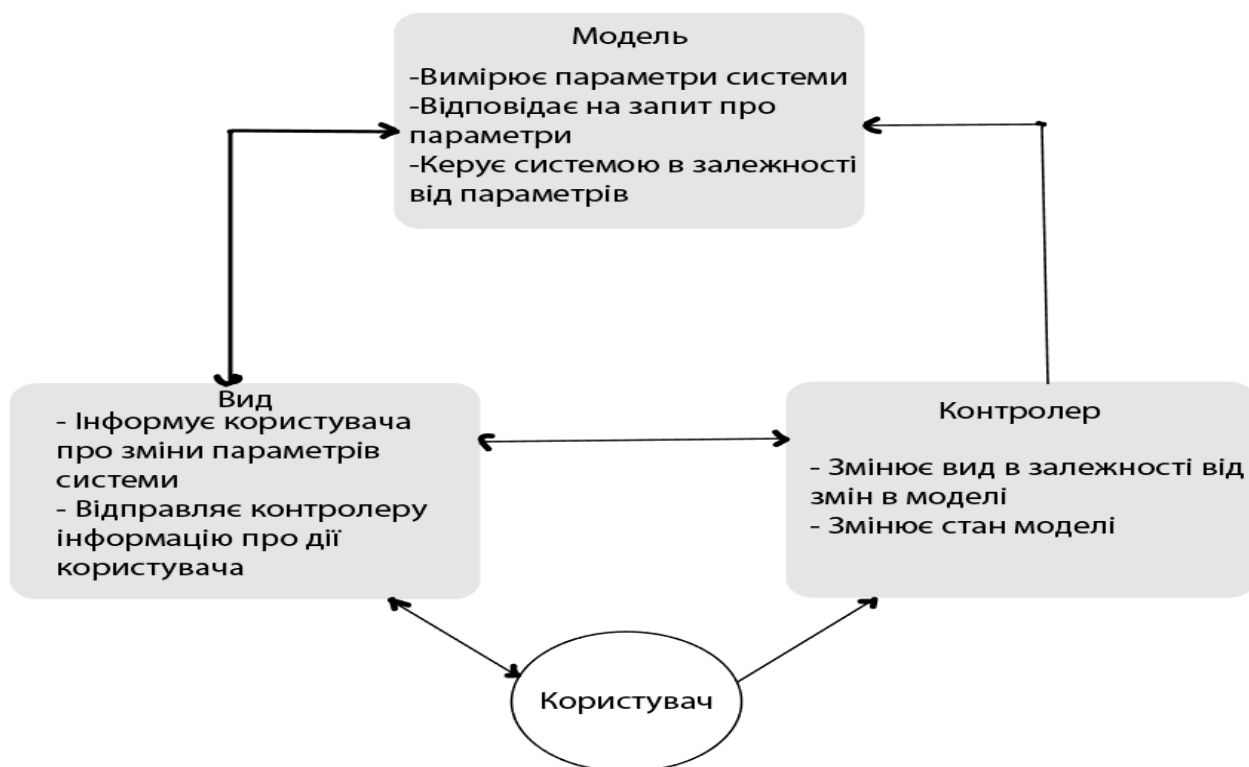 Модель
-Вимірює параметри системи
-Відповідає на запит про
параметри
-Керує системою в залежності
від параметрів
Вид
- Інформує користувача
про зміни параметрів
системи
- Відправляє контролеру
інформацію про дії
користувача
Контролер
- Змінює вид в залежності від
змін в моделі
- Змінює стан моделі
Користувач